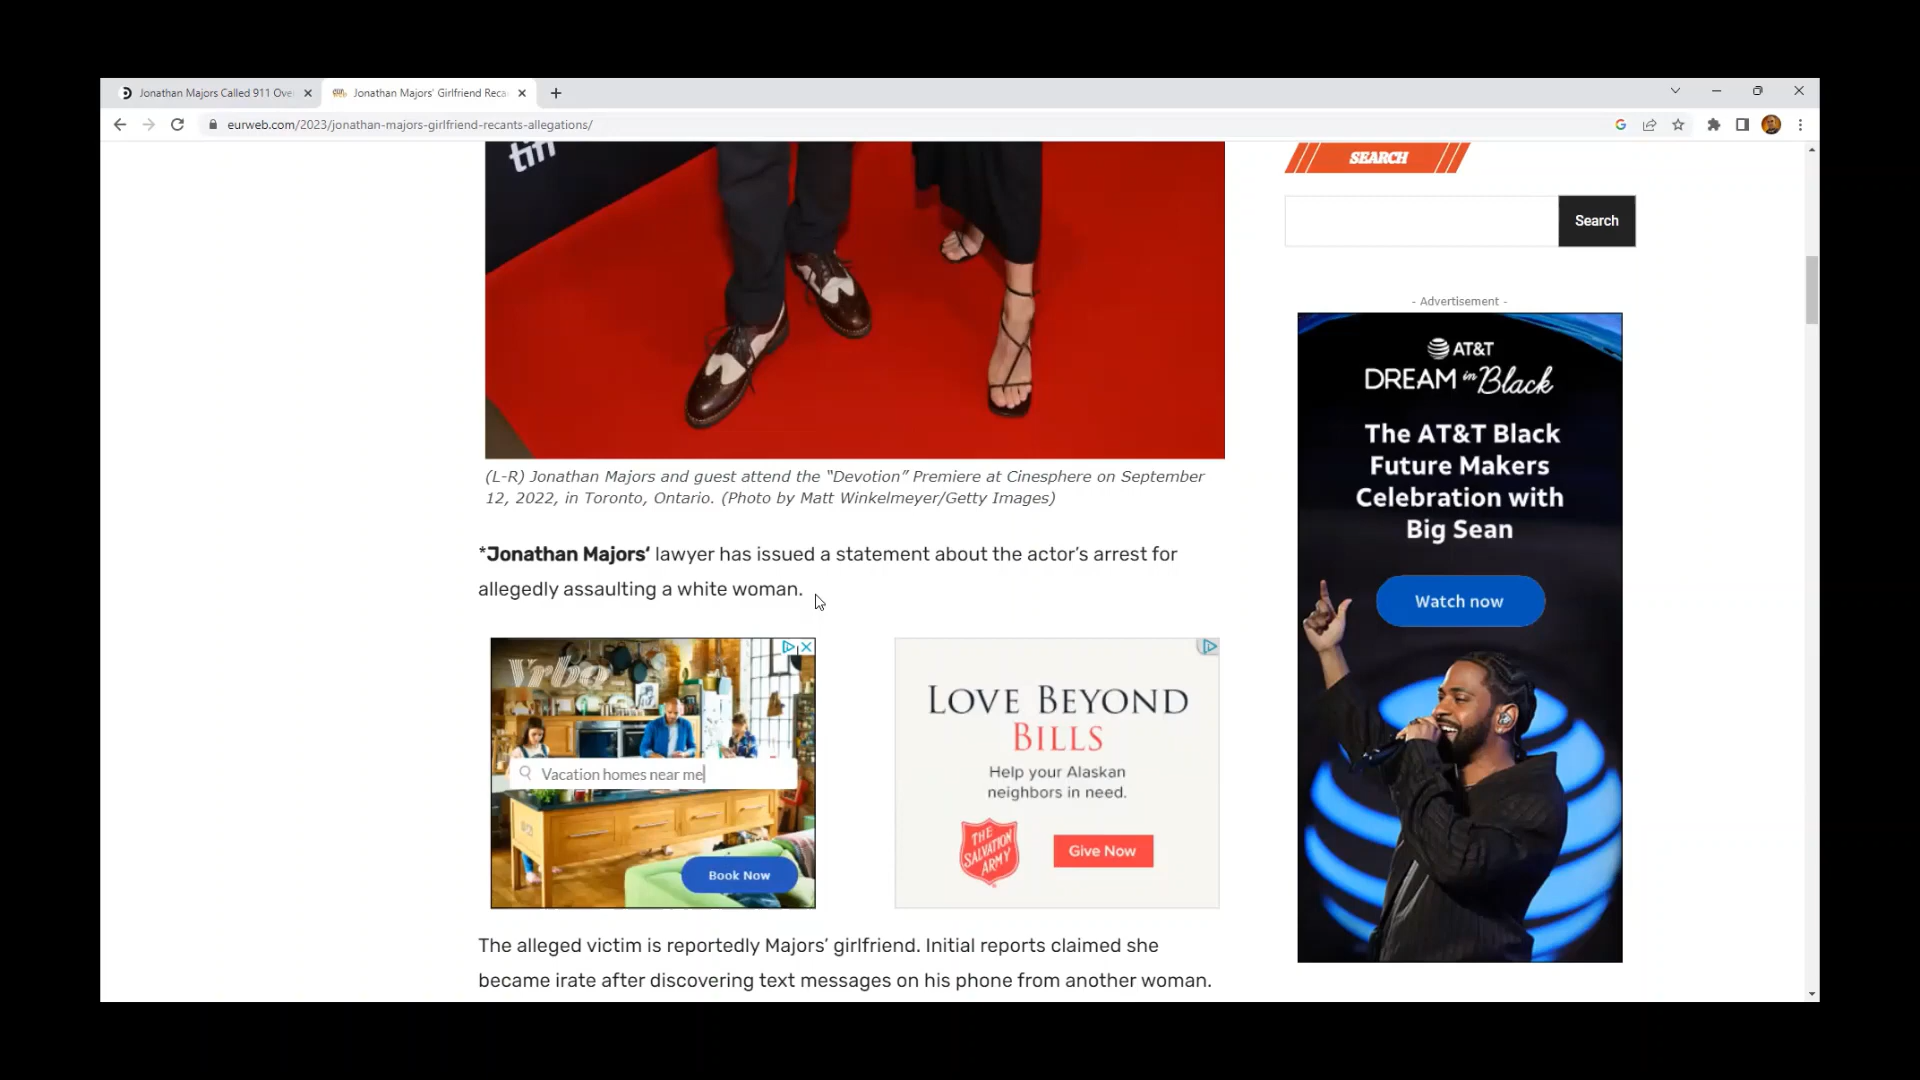 Jonathan Majors Called 911 Ove
Jonathan Majors' Girlfriend Reca
eurweb.com/2023/jonathan-majors-girlfriend-recants-allegations/
tiff
SEARCH
Search
- Advertisement -
AT&T
DREAM in Black
The AT&T Black
Future Makers
Celebration with
Big Sean
Watch now
(L-R) Jonathan Majors and guest attend the “Devotion” Premiere at Cinesphere on September
12, 2022, in Toronto, Ontario. (Photo by Matt Winkelmeyer/Getty Images)
*Jonathan Majors‘ lawyer has issued a statement about the actor’s arrest for
allegedly assaulting a white woman.
Vrbo
Vacation homes near me
Book Now
LOVE BEYOND
BILLS
Help your Alaskan
neighbors in need.
THE
SALVATION
ARMY
Give Now
The alleged victim is reportedly Majors’ girlfriend. Initial reports claimed she
became irate after discovering text messages on his phone from another woman.